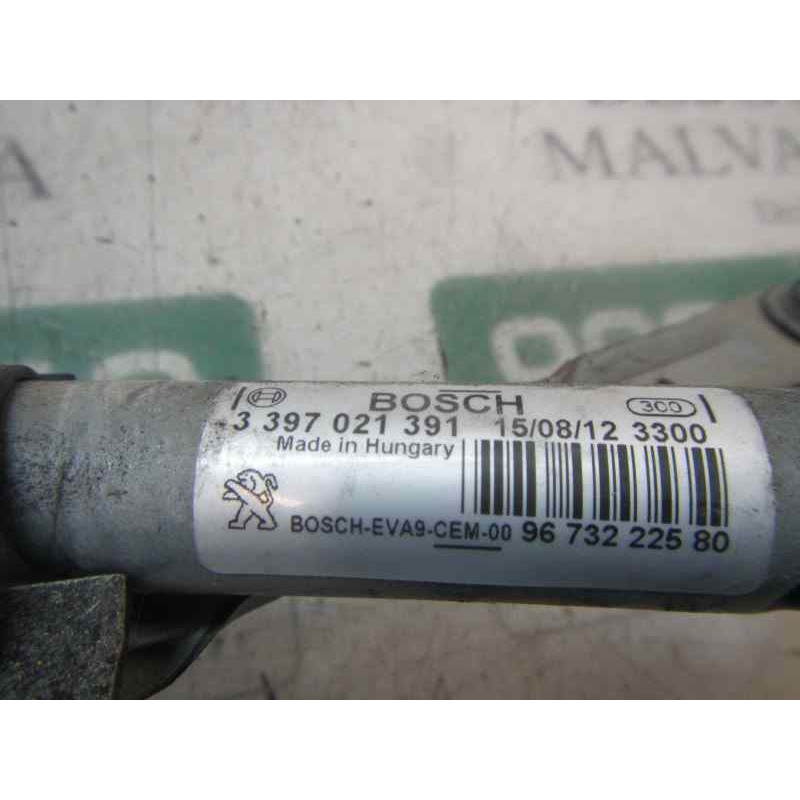 A
MALVA
BOSCH
300
3 397 021 391
15/08/12 3300
Made in Hungary
BOSCH-EVA9-CEM-00 96 732 225 80